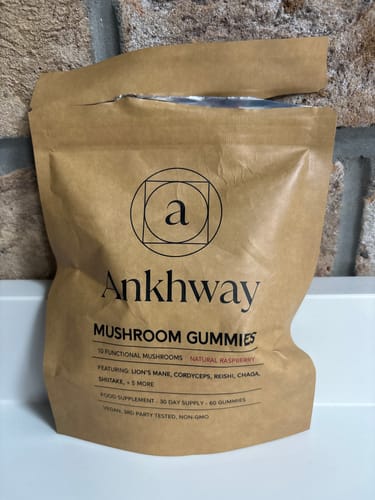 a
Ankhway
MUSHROOM GUMMIES
10 FUNCTIONAL MUSHROOMS NATURAL RASPBERRY
FEATURING: LION'S MANE, CORDYCEPS, REISHI, CHAGA,
SHIITAKE, + 5 MORE
FOOD SUPPLEMENT - 30 DAY SUPPLY - 60 GUMMIES
VEGAN, 3RD PARTY TESTED, NON-GMO